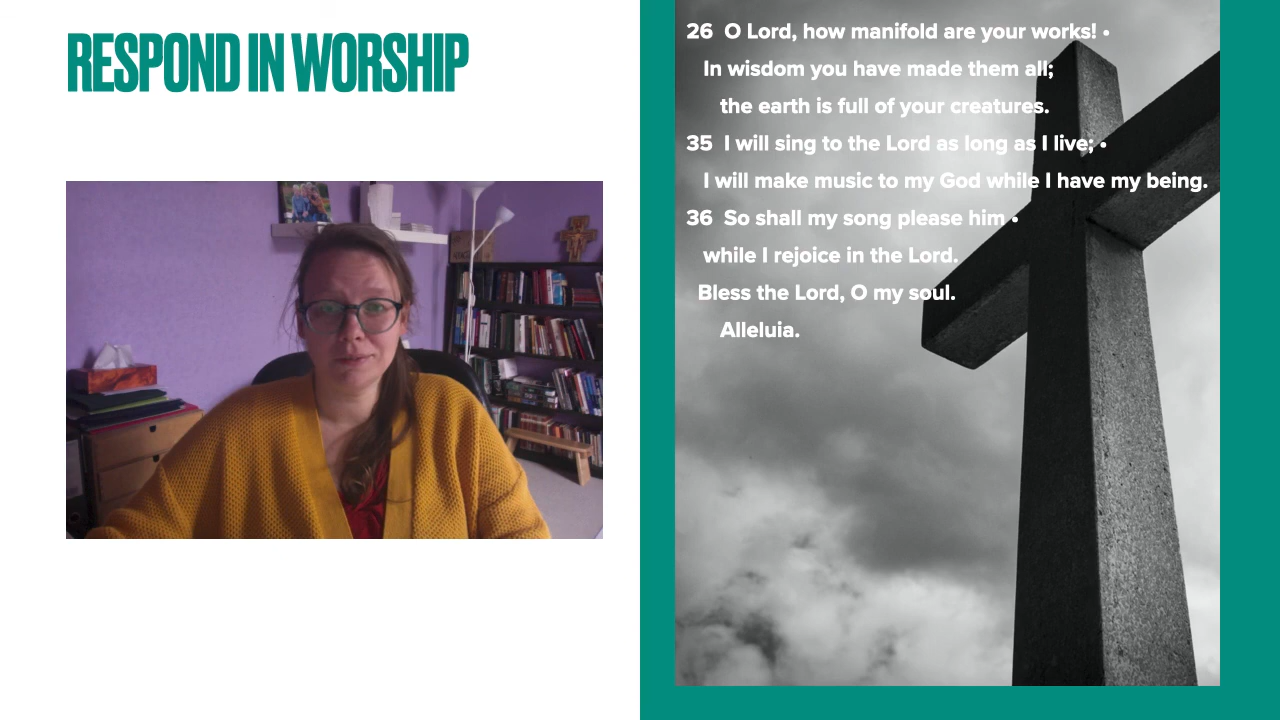 RESPOND IN WORSHIP
26 O Lord, how manifold are your works! •
In wisdom you have made them all;
the earth is full of your creatures.
35 I will sing to the Lord as long as I live; •
I will make music to my God while I have my being.
36 So shall my song please him •
while I rejoice in the Lord.
Bless the Lord, O my soul.
Alleluia.